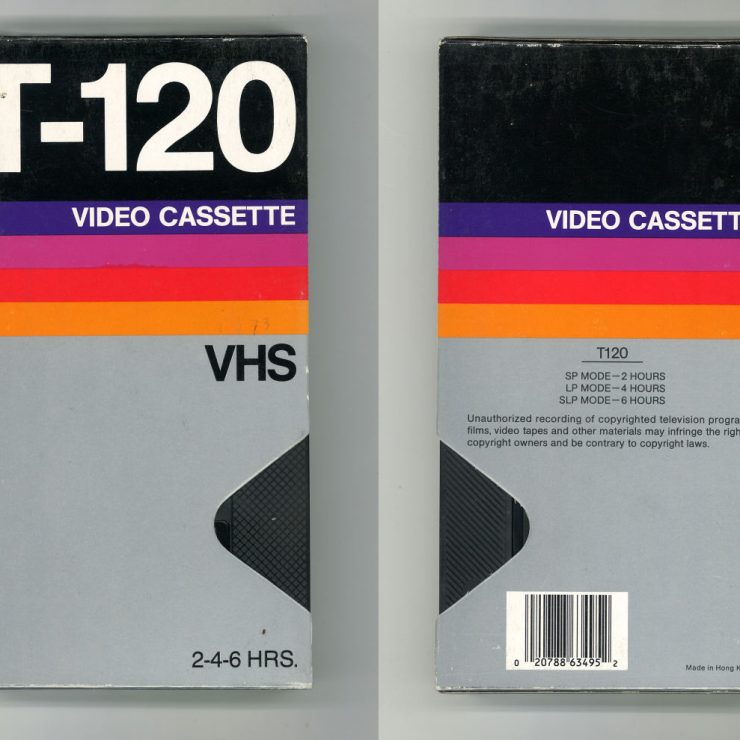 T-120
VIDEO CASSETTE
VHS
2-4-6 HRS.
VIDEO CASSETT
T120
SP MODE—2 HOURS
LP MODE—4 HOURS
SLP MODE—6 HOURS
Unauthorized recording of copyrighted television progra
films, video tapes and other materials may infringe the righ
copyright owners and be contrary to copyright laws.
0 20788 63495 2
Made in Hong K